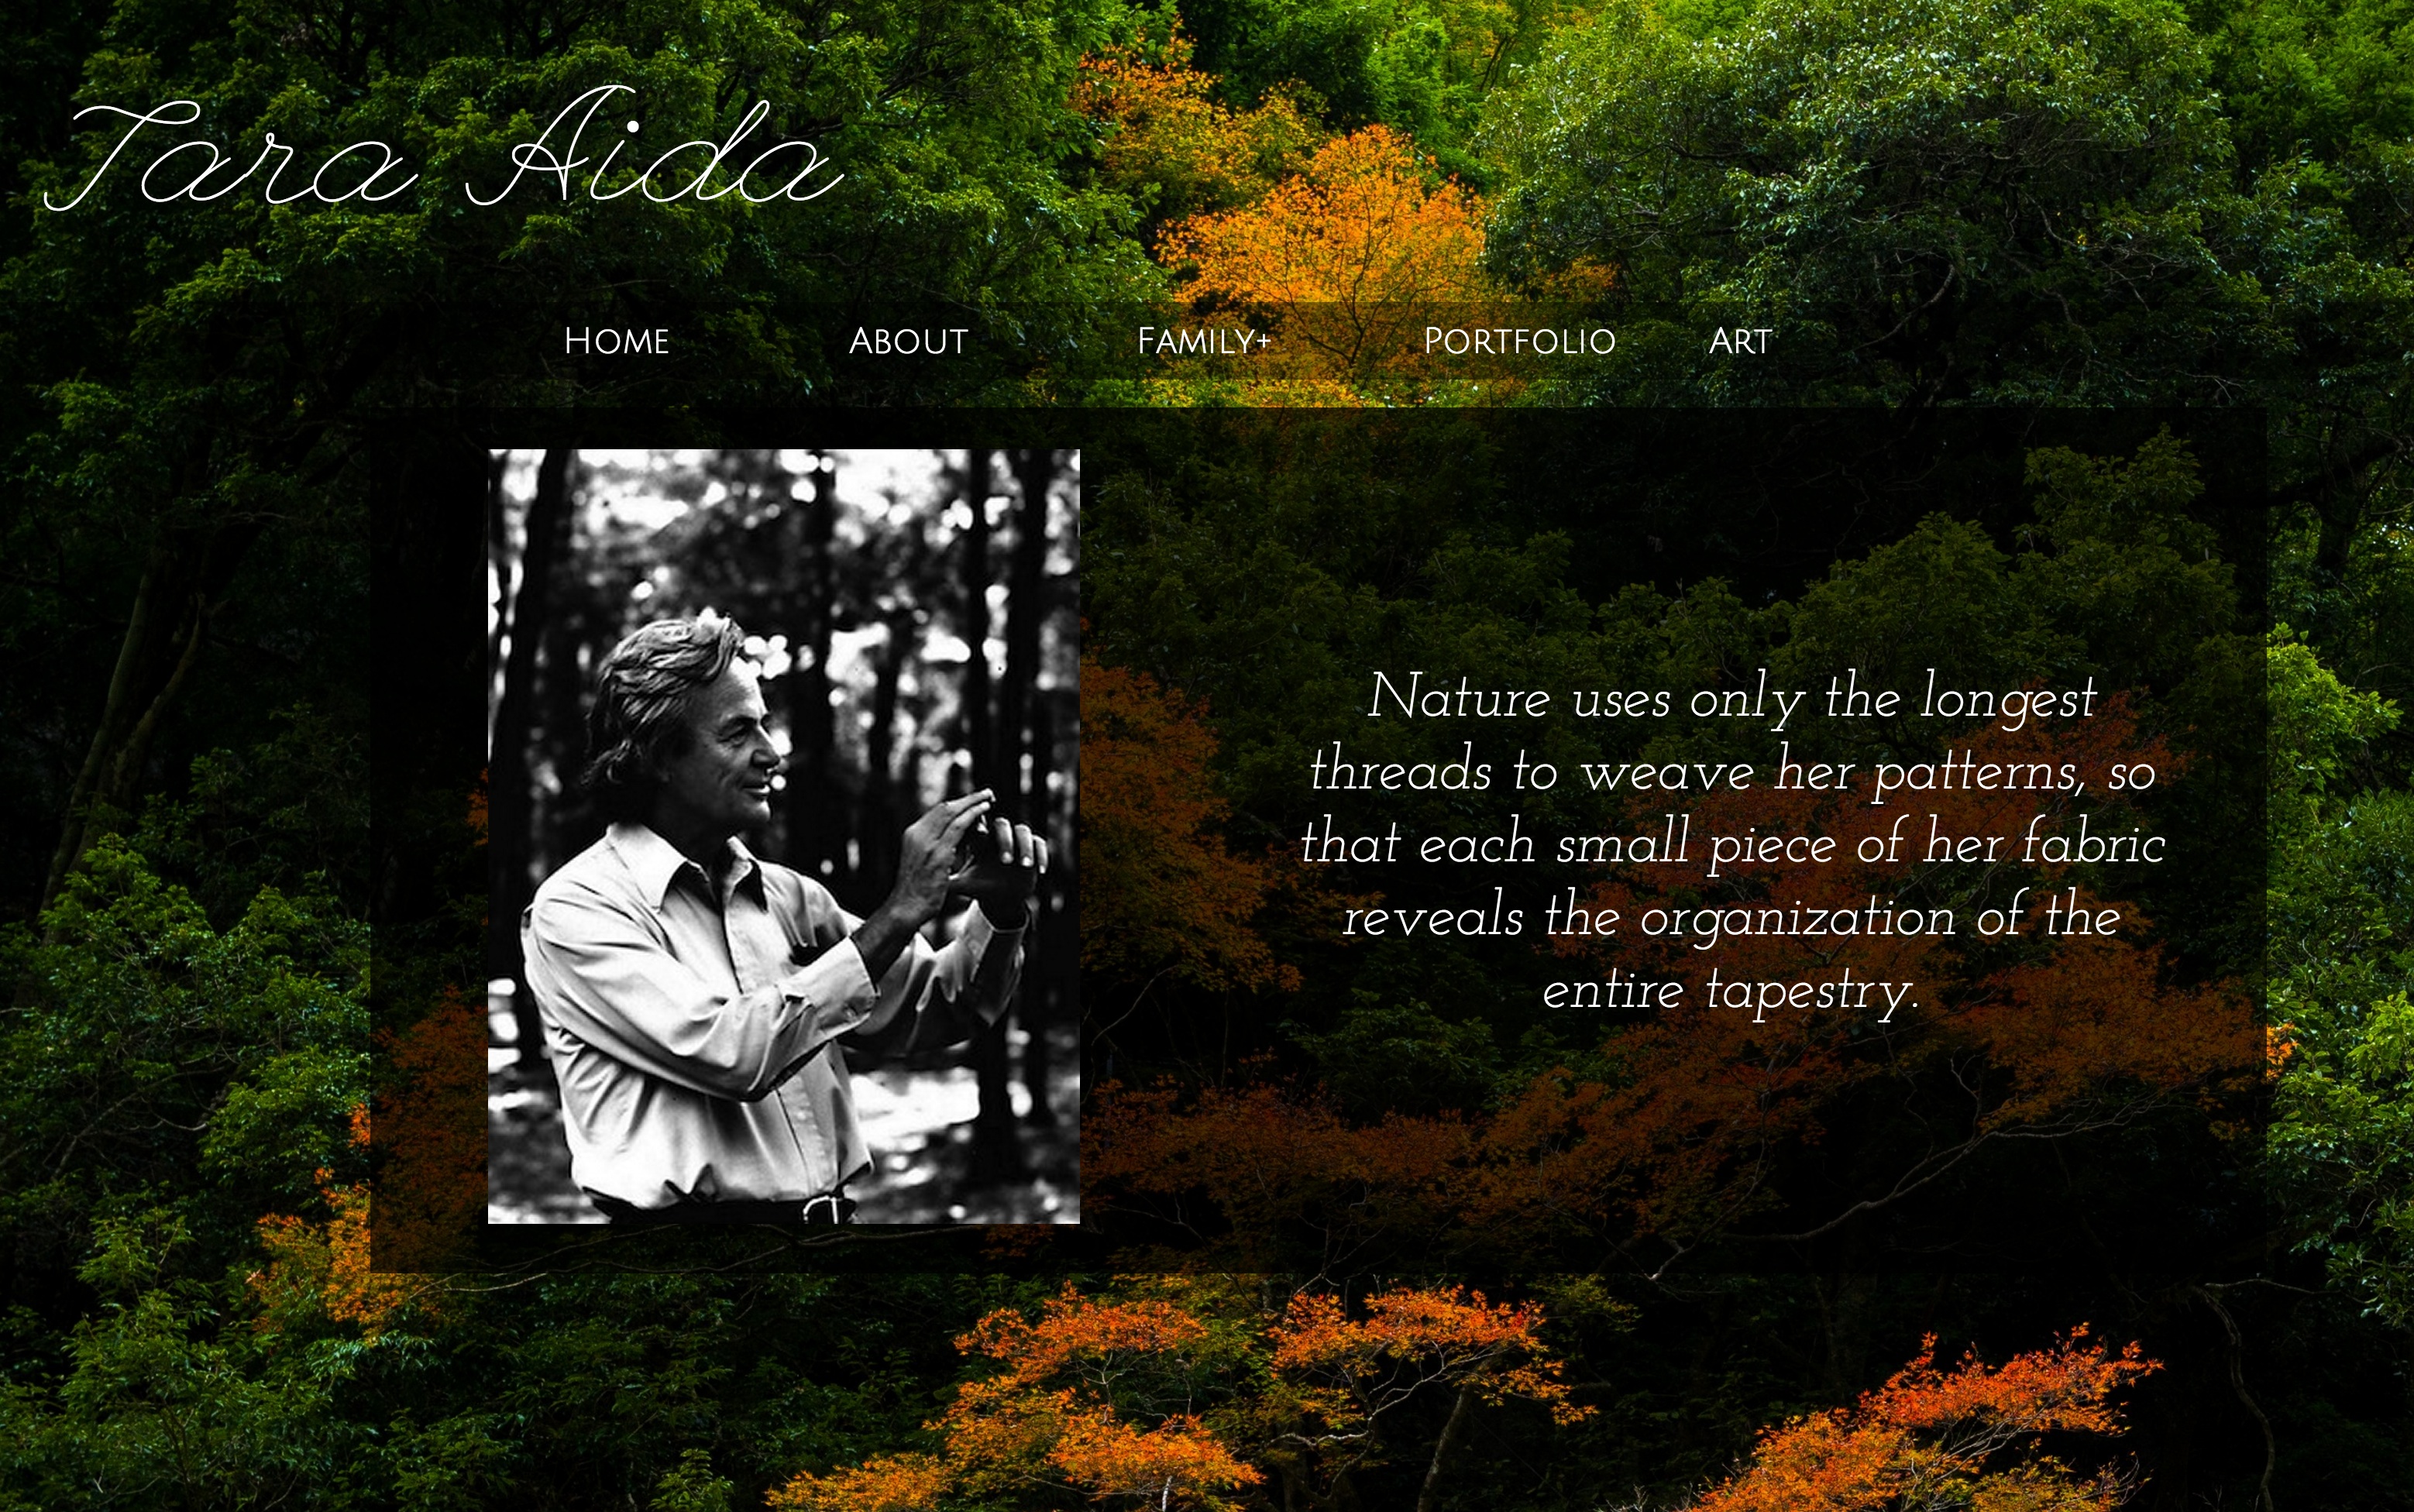 Tara Aida
Home About Family+ Portfolio Art
Nature uses only the longest
threads to weave her patterns, so
that each small piece of her fabric
reveals the organization of the
entire tapestry.